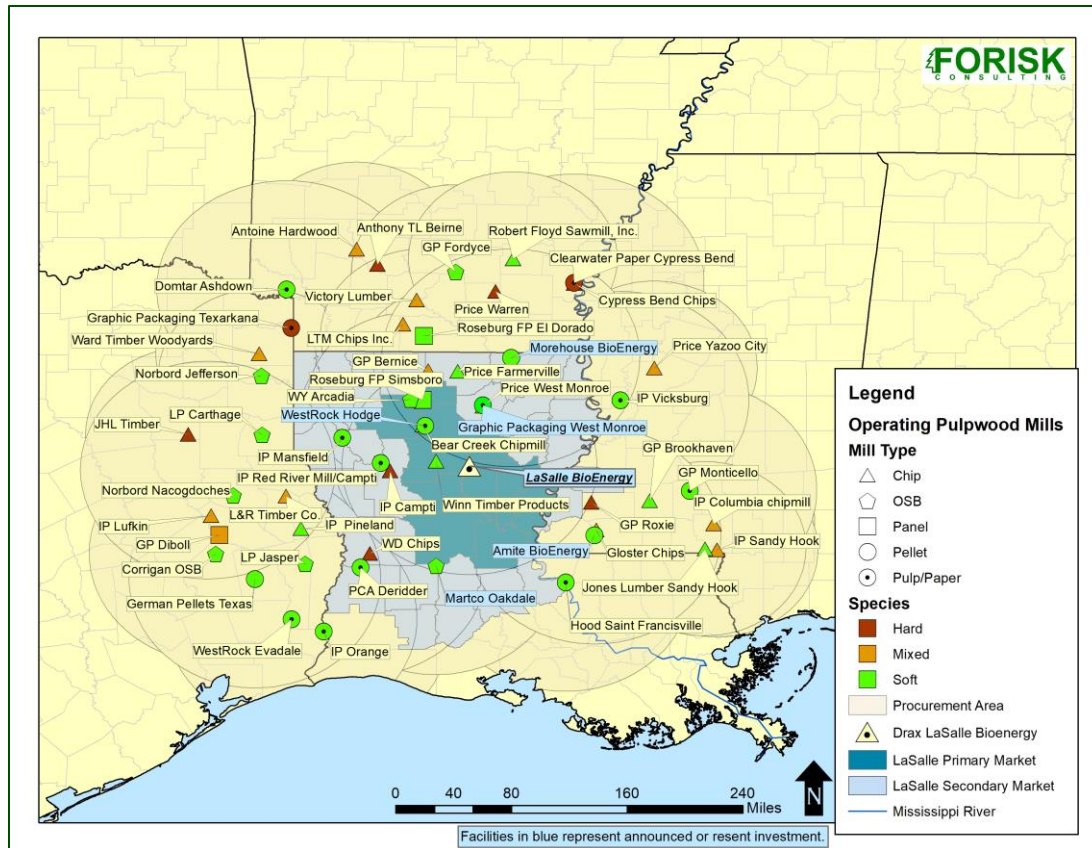 FORISK
CONSULTING
Antoine Hardwood
Anthony TL Beirne
Robert Floyd Sawmill, Inc.
GP Fordyce
Clearwater Paper Cypress Bend
Domtar Ashdown
Victory Lumber
Price Warren
Cypress Bend Chips
Graphic Packaging Texarkana
LTM Chips Inc.
Roseburg FP El Dorado
Ward Timber Woodyards
Morehouse BioEnergy
Price Yazoo City
GP Bernice
Price Farmerville
Norbord Jefferson
Roseburg FP Simsboro
Price West Monroe
WY Arcadia
IP Vicksburg
LP Carthage
WestRock Hodge
Graphic Packaging West Monroe
JHL Timber
Bear Creek Chipmill
GP Brookhaven
IP Mansfield
GP Monticello
IP Red River Mill/Campti
LaSalle BioEnergy
Norbord Nacogdoches
IP Columbia chipmill
L&R Timber Co.
IP Campti
Winn Timber Products
IP Lufkin
IP Pineland
GP Roxie
IP Sandy Hook
GP Diboll
WD Chips
Amite BioEnergy
Gloster Chips
LP Jasper
Corrigan OSB
PCA Deridder
Jones Lumber Sandy Hook
German Pellets Texas
Martco Oakdale
Hood Saint Francisville
WestRock Evadale
IP Orange
Legend
Operating Pulpwood Mills
Mill Type
Chip
OSB
Panel
Pellet
Pulp/Paper
Species
Hard
Mixed
Soft
Procurement Area
Drax LaSalle Bioenergy
LaSalle Primary Market
LaSalle Secondary Market
Mississippi River
0 40 80 160 240
Miles
N
Facilities in blue represent announced or resent investment.